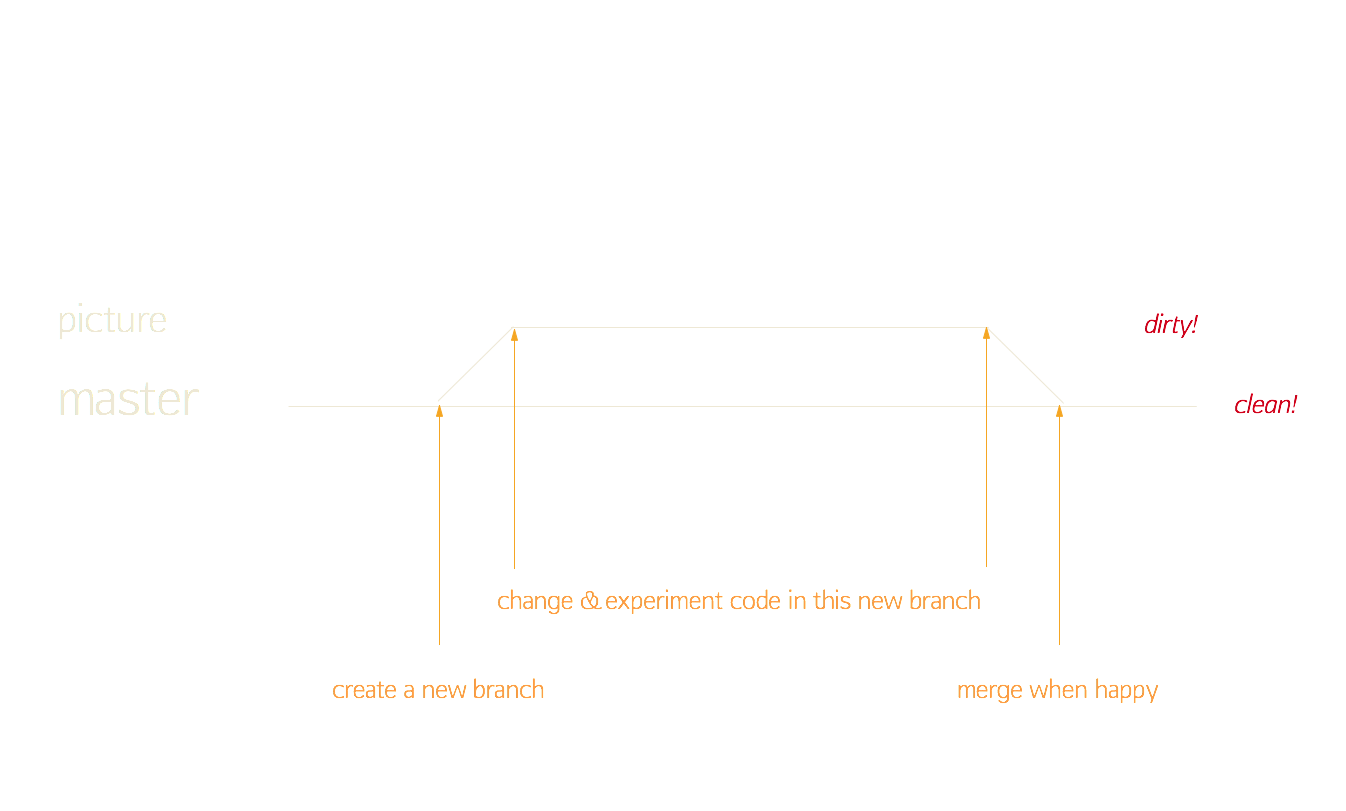 picture
dirty!
master
clean!
change & experiment code in this new branch
create a new branch
merge when happy